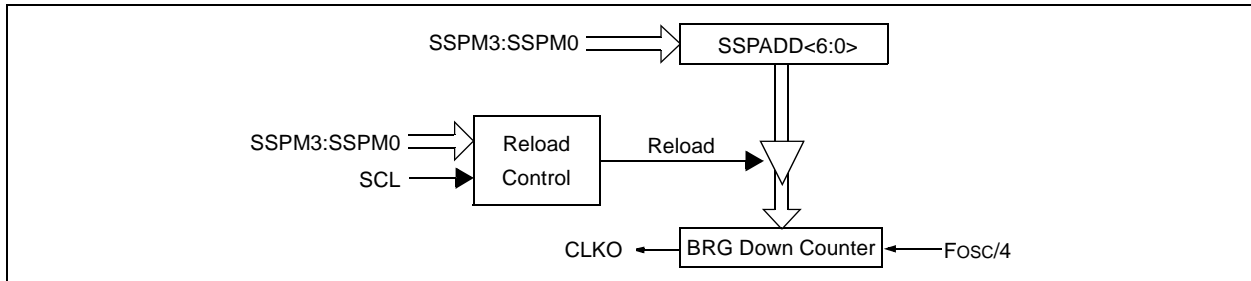 SSPM3:SSPM0
SSPADD<6:0>
SSPM3:SSPM0
SCL
Reload
Control
Reload
CLKO
BRG Down Counter
FOSC/4